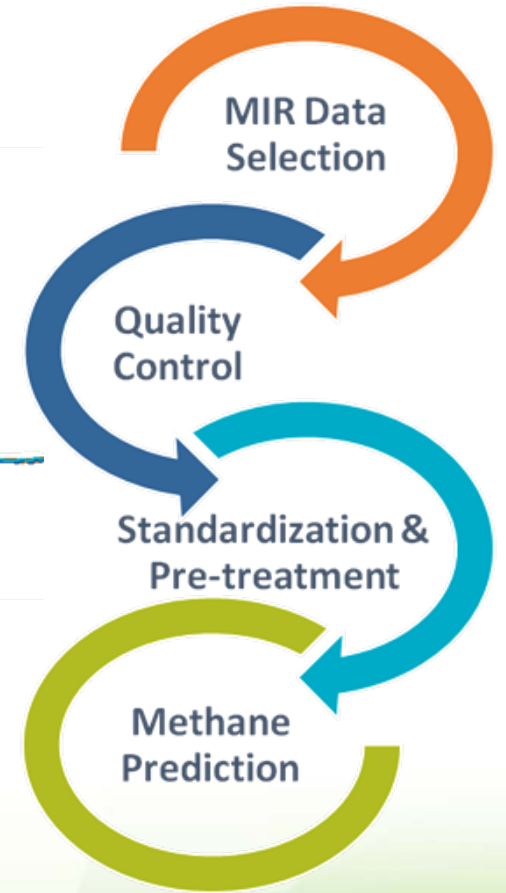 MIR Data
Selection
Quality
Control
Standardization &
Pre-treatment
Methane
Prediction